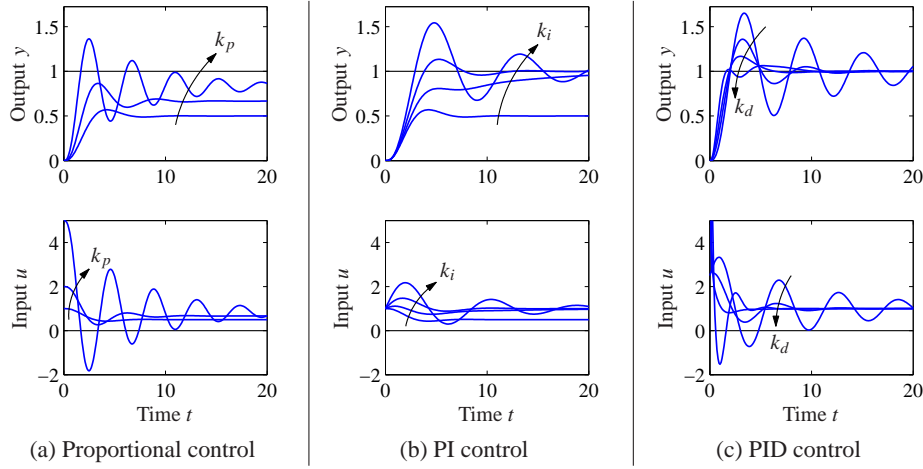 Output y
1.5
1
0.5
0
0 10 20
k_p
Input u
4
2
0
−2
0 10 20
k_p
Time t
(a) Proportional control
Output y
1.5
1
0.5
0
0 10 20
k_i
Input u
4
2
0
−2
0 10 20
k_i
Time t
(b) PI control
Output y
1.5
1
0.5
0
0 10 20
k_d
Input u
4
2
0
−2
0 10 20
k_d
Time t
(c) PID control